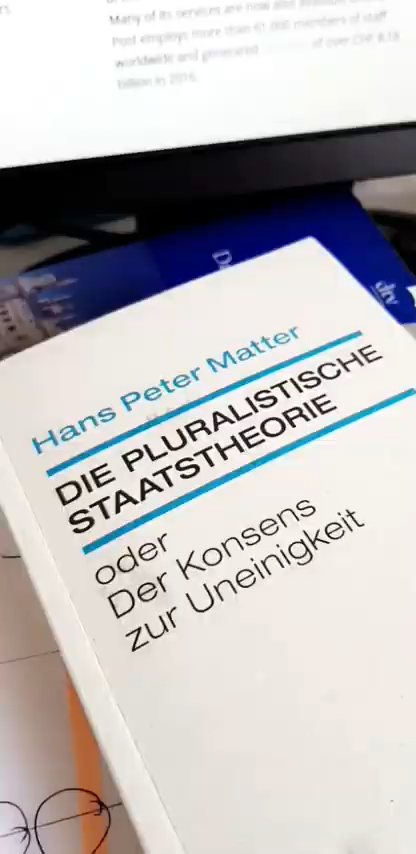 Many of its services are now also available
Post employs more than 61 000 members of staff
worldwide and generated of over CHF 8.18
billion in 2016.
D
dtv
Hans Peter Matter
DIE PLURALISTISCHE
STAATSTHEORIE
oder
Der Konsens
zur Uneinigkeit